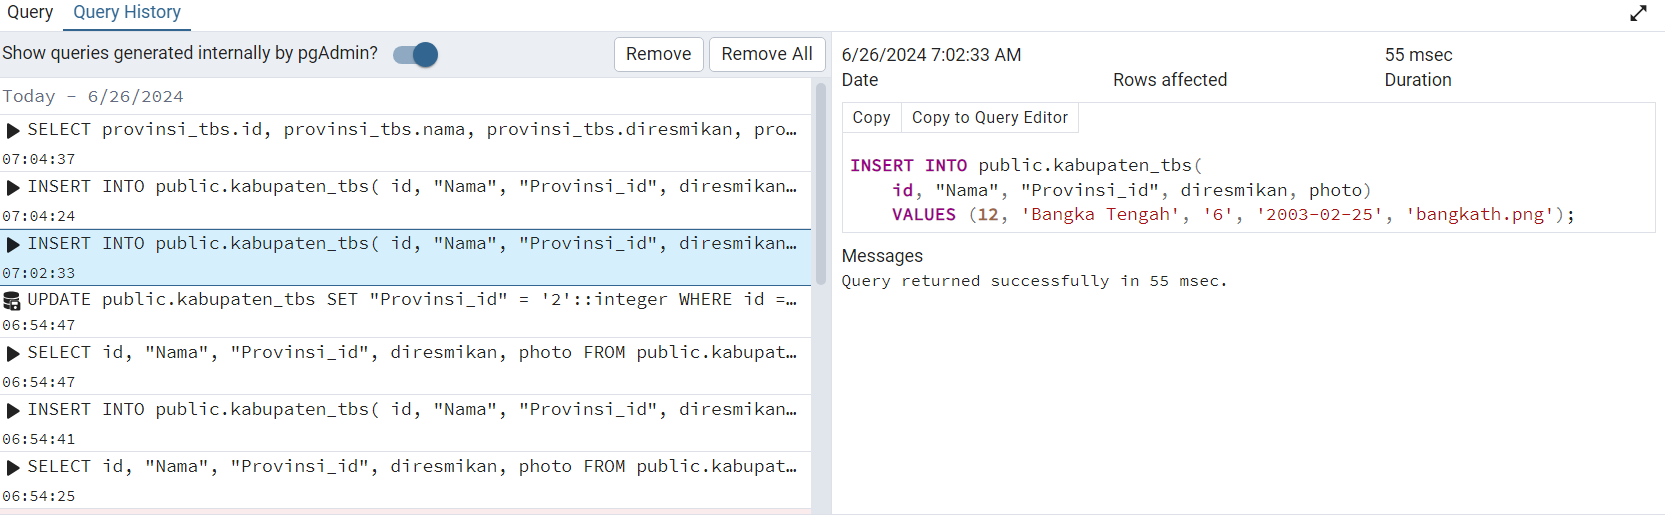 Query Query History
Show queries generated internally by pgAdmin? Remove Remove All
Today - 6/26/2024
SELECT provinsi_tbs.id, provinsi_tbs.nama, provinsi_tbs.diresmikan, pro…
07:04:37
INSERT INTO public.kabupaten_tbs( id, "Nama", "Provinsi_id", diresmikan…
07:04:24
INSERT INTO public.kabupaten_tbs( id, "Nama", "Provinsi_id", diresmikan…
07:02:33
UPDATE public.kabupaten_tbs SET "Provinsi_id" = '2'::integer WHERE id =…
06:54:47
SELECT id, "Nama", "Provinsi_id", diresmikan, photo FROM public.kabupat…
06:54:47
INSERT INTO public.kabupaten_tbs( id, "Nama", "Provinsi_id", diresmikan…
06:54:41
SELECT id, "Nama", "Provinsi_id", diresmikan, photo FROM public.kabupat…
06:54:25
6/26/2024 7:02:33 AM 55 msec
Date Rows affected Duration
Copy Copy to Query Editor
INSERT INTO public.kabupaten_tbs(
id, "Nama", "Provinsi_id", diresmikan, photo)
VALUES (12, 'Bangka Tengah', '6', '2003-02-25', 'bangkath.png');
Messages
Query returned successfully in 55 msec.